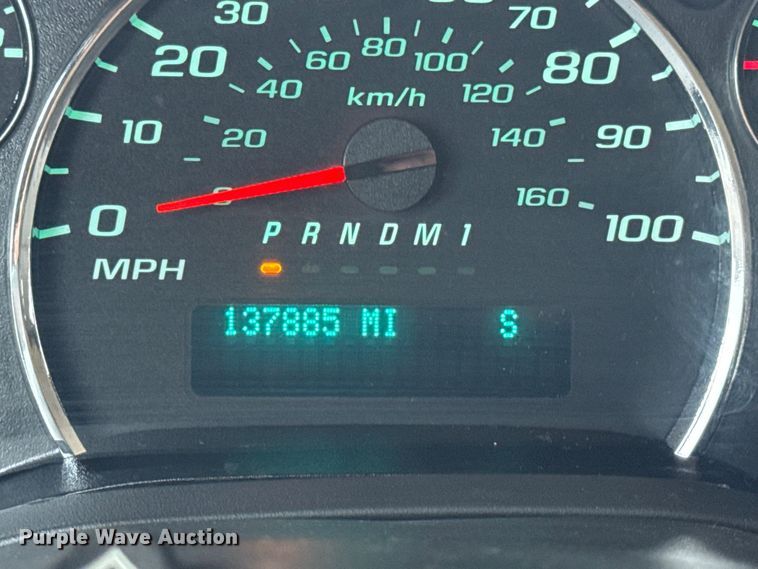 30 70
20 60 80 100 80
40 km/h 120
10 20 140 90
0 160 100
P R N D M 1
MPH
137885 MI S
Purple Wave Auction